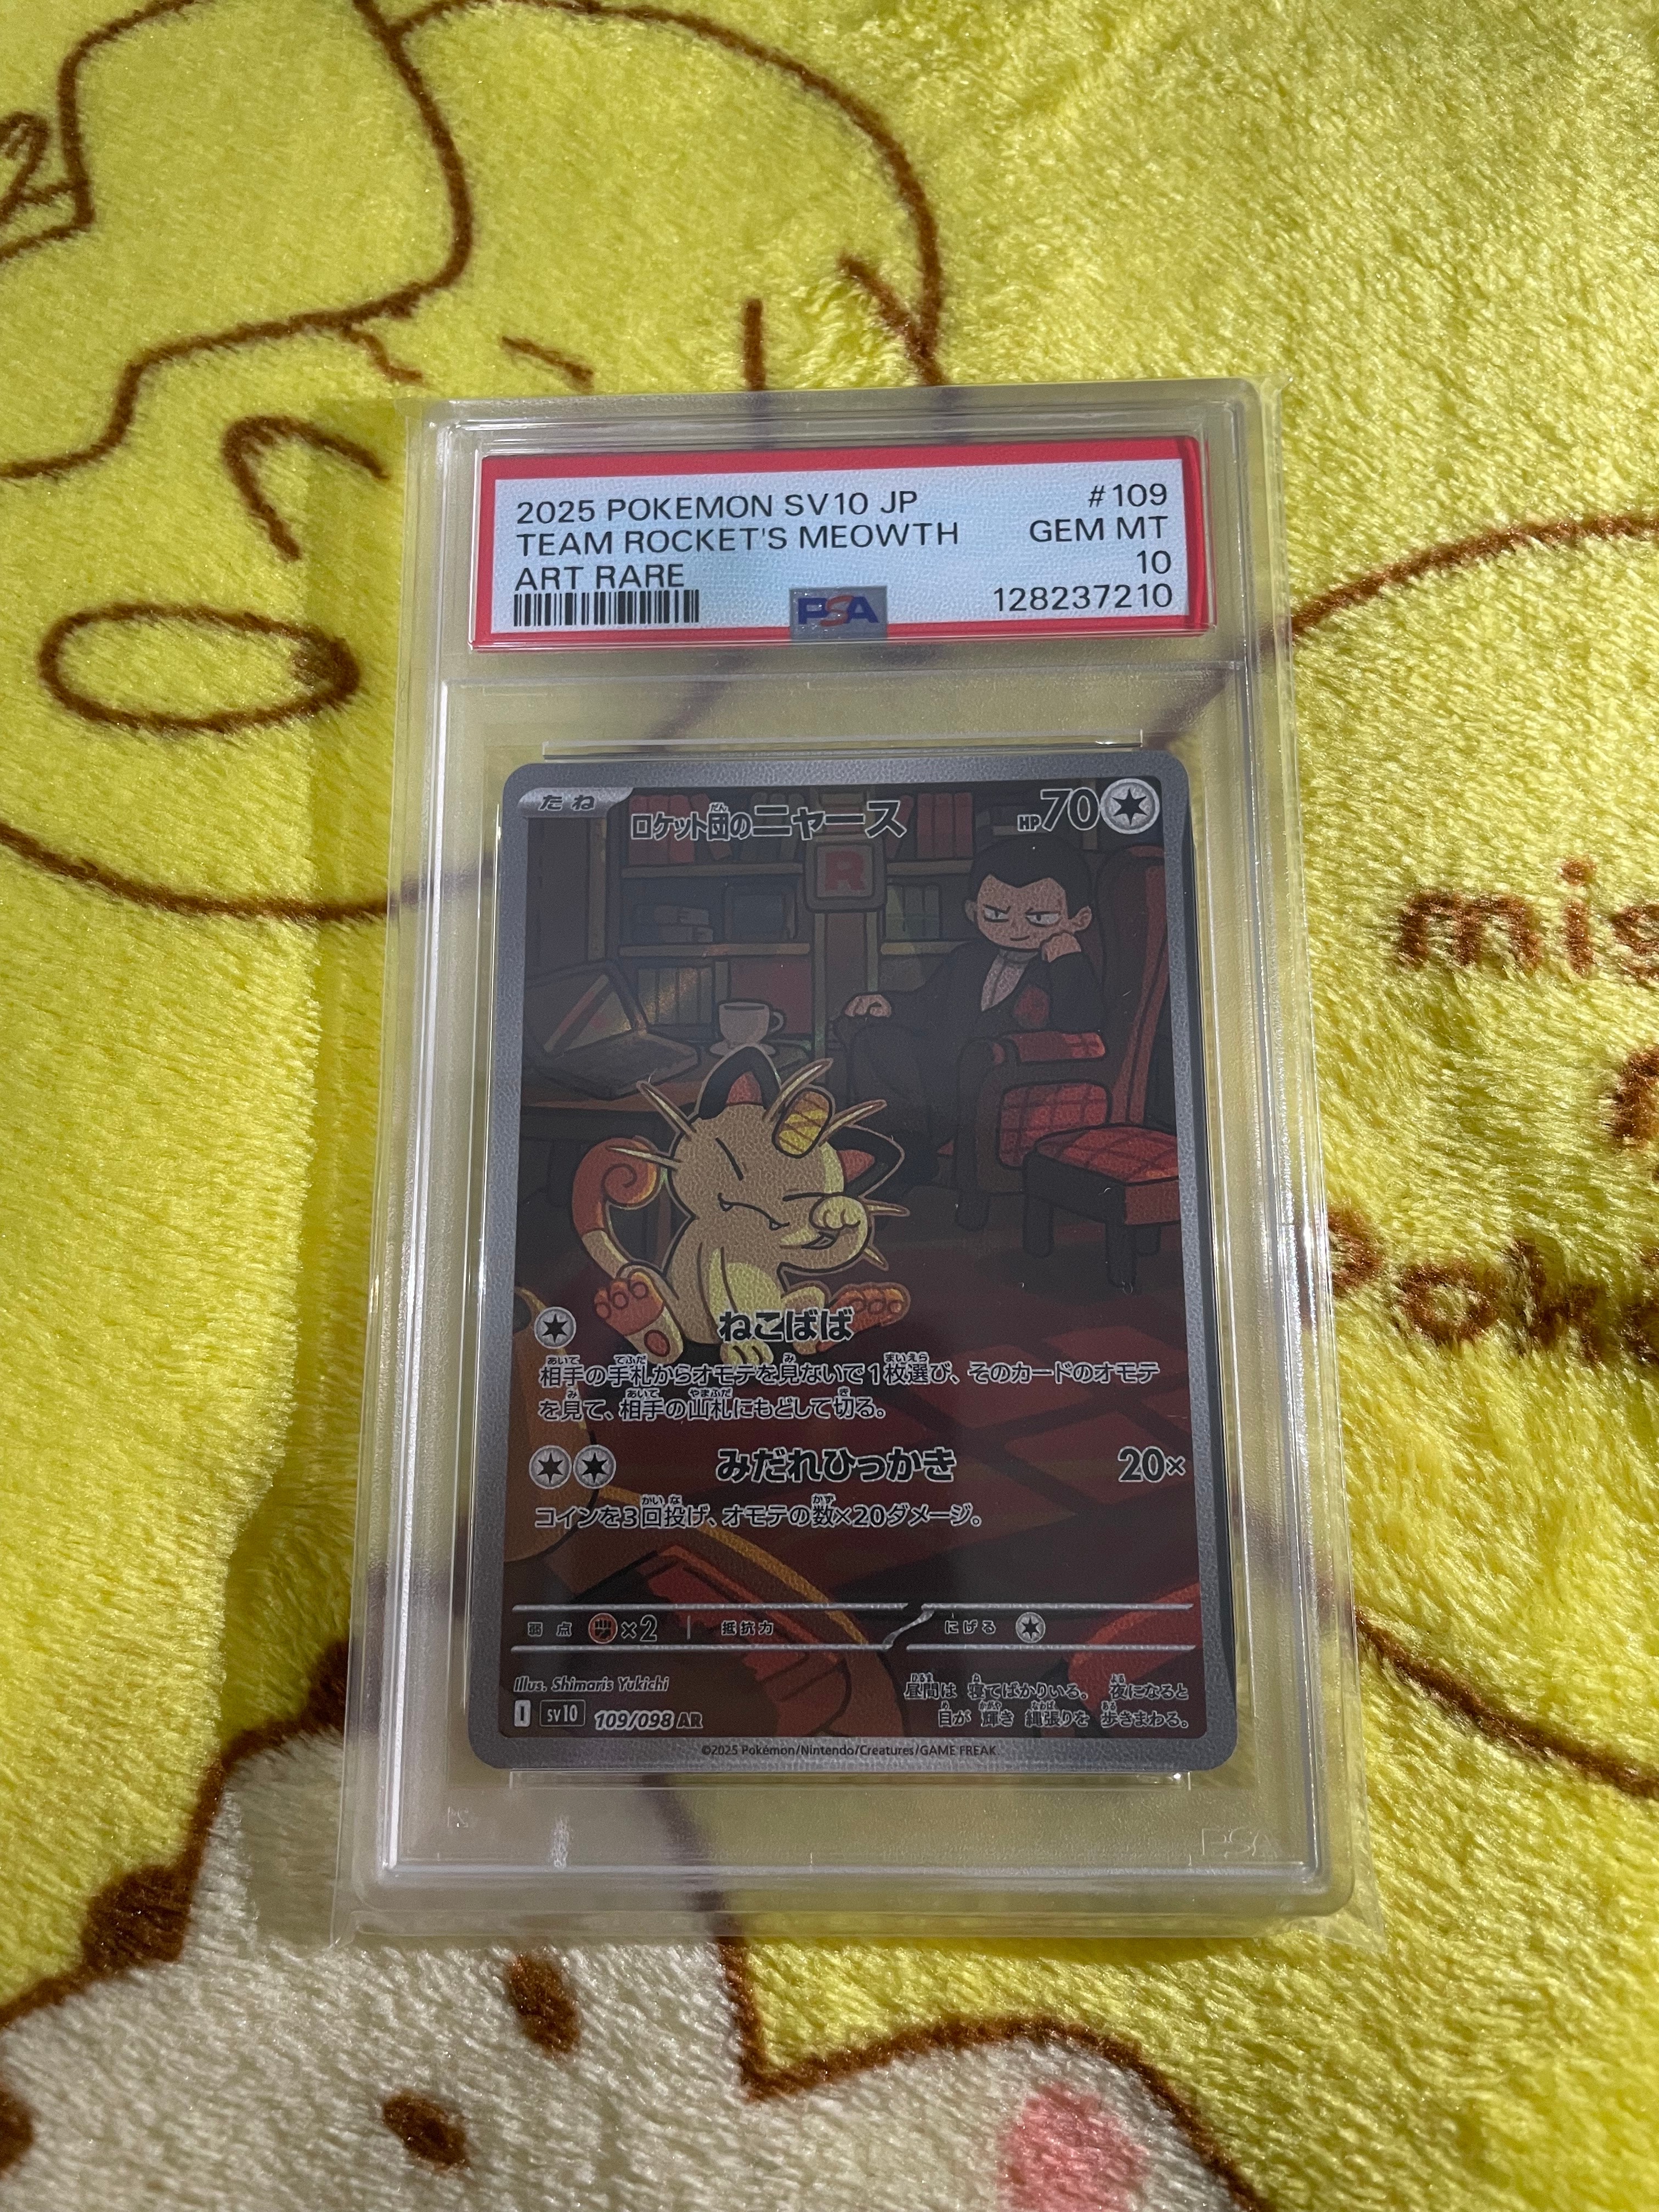 2025 POKEMON SV10 JP #109
TEAM ROCKET'S MEOWTH GEM MT
ART RARE 10
PSA 128237210
たね ロケット団のニャース HP70
だん
R
ねこばば
相手の手札からオモテを見ないで1枚選び、そのカードのオモテ
を見て、相手の山札にもどして切る。
みだれひっかき 20×
コインを3回投げ、オモテの数×20ダメージ。
弱点 ×2 抵抗力 にげる
Illus. Shimaris Yukichi
昼間は 寝てばかりいる。 夜になると
目が 輝き 縄張りを 歩きまわる。
I SV10 109/098 AR
©2025 Pokémon/Nintendo/Creatures/GAME FREAK
PSA